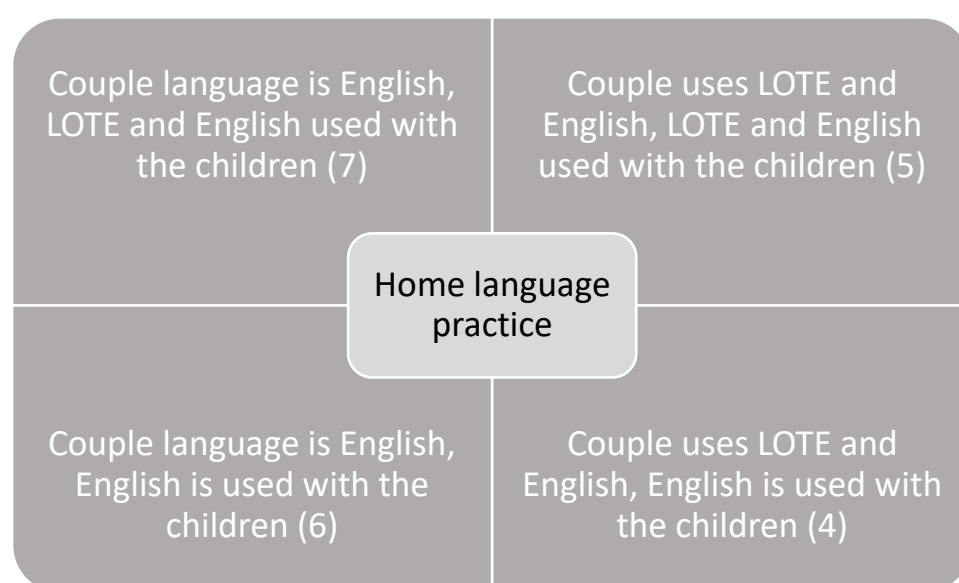 Couple language is English,
LOTE and English used with
the children (7)
Couple uses LOTE and
English, LOTE and English
used with the children (5)
Home language
practice
Couple language is English,
English is used with the
children (6)
Couple uses LOTE and
English, English is used with
the children (4)